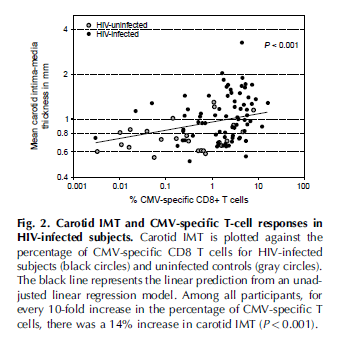 HIV-uninfected
HIV-infected
P < 0.001
Mean carotid intima-media
thickness in mm
4
2
1
0.8
0.6
0.4
0.001
0.01
0.1
1.0
10
100
% CMV-specific CD8+ T cells
Fig. 2. Carotid IMT and CMV-specific T-cell responses in
HIV-infected subjects. Carotid IMT is plotted against the
percentage of CMV-specific CD8 T cells for HIV-infected
subjects (black circles) and uninfected controls (gray circles).
The black line represents the linear prediction from an unad-
justed linear regression model. Among all participants, for
every 10-fold increase in the percentage of CMV-specific T
cells, there was a 14% increase in carotid IMT (P < 0.001).